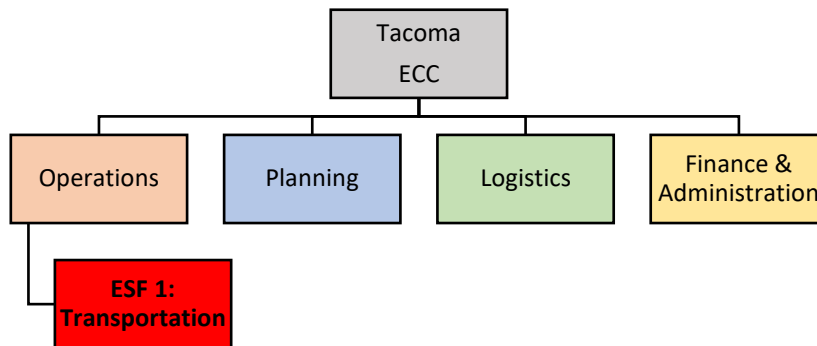 Tacoma
ECC
Operations
Planning
Logistics
Finance &
Administration
ESF 1:
Transportation